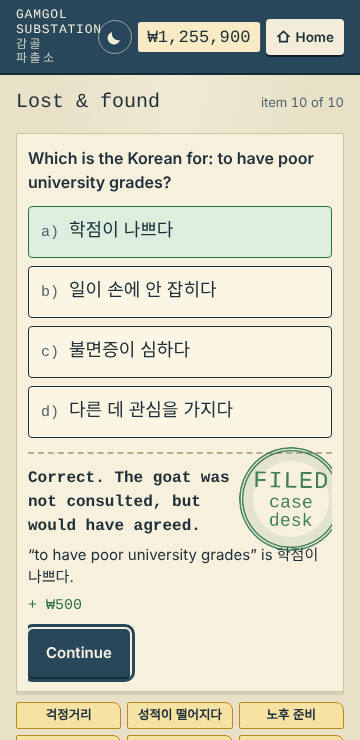 GAMGOL
SUBSTATION
감골
파출소
₩1,255,900
Home
Lost & found
item 10 of 10
Which is the Korean for: to have poor
university grades?
a) 학점이 나쁘다
b) 일이 손에 안 잡히다
c) 불면증이 심하다
d) 다른 데 관심을 가지다
Correct. The goat was
not consulted, but
would have agreed.
FILED
case
desk
“to have poor university grades” is 학점이
나쁘다.
+ ₩500
Continue
걱정거리
성적이 떨어지다
노후 준비